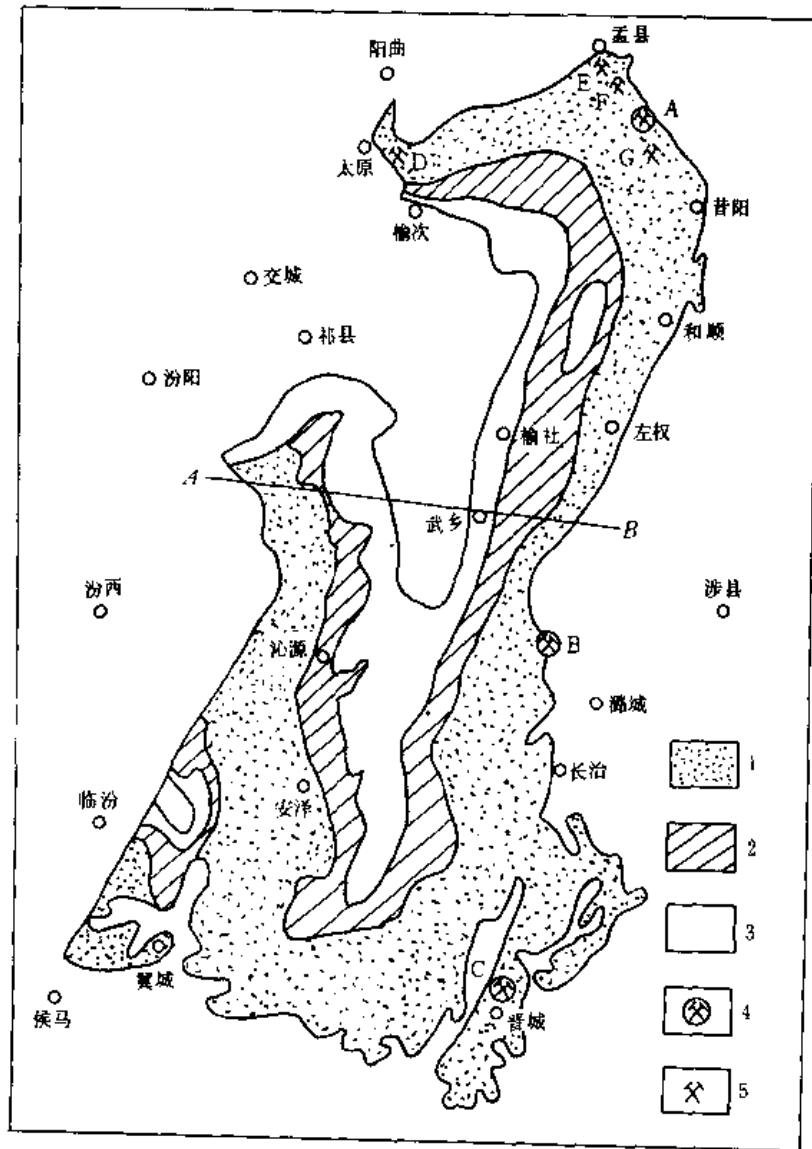 盂县
阳曲
E
F
A
太原
D
G
榆次
昔阳
交城
祁县
和顺
汾阳
榆社
左权
A
武乡
B
汾西
涉县
沁源
B
潞城
1
长治
安泽
临汾
2
3
C
翼城
侯马
晋城
4
5